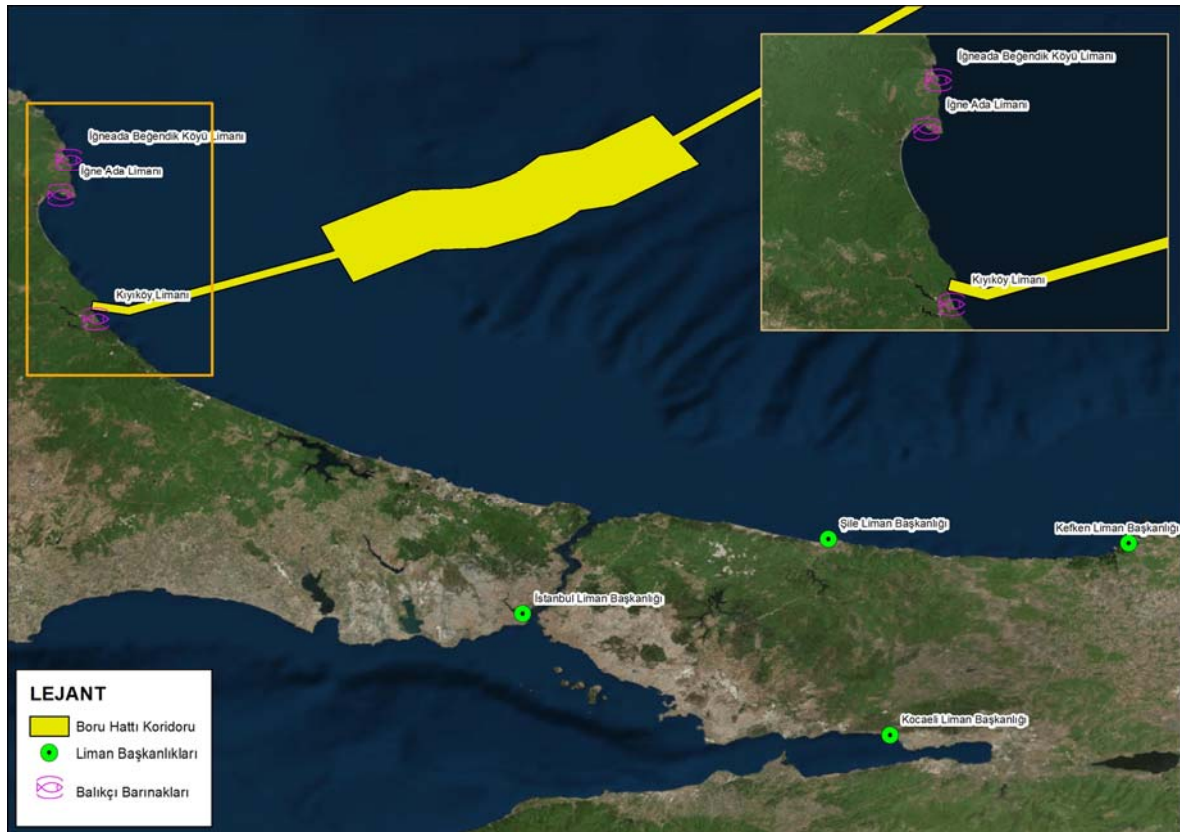 İğneada Beğendik Köyü Limanı
İğne Ada Limanı
Kıyıköy Limanı
İğneada Beğendik Köyü Limanı
İğne Ada Limanı
Kıyıköy Limanı
Şile Liman Başkanlığı
Kefken Liman Başkanlığı
İstanbul Liman Başkanlığı
Kocaeli Liman Başkanlığı
LEJANT
Boru Hattı Koridoru
Liman Başkanlıkları
Balıkçı Barınakları